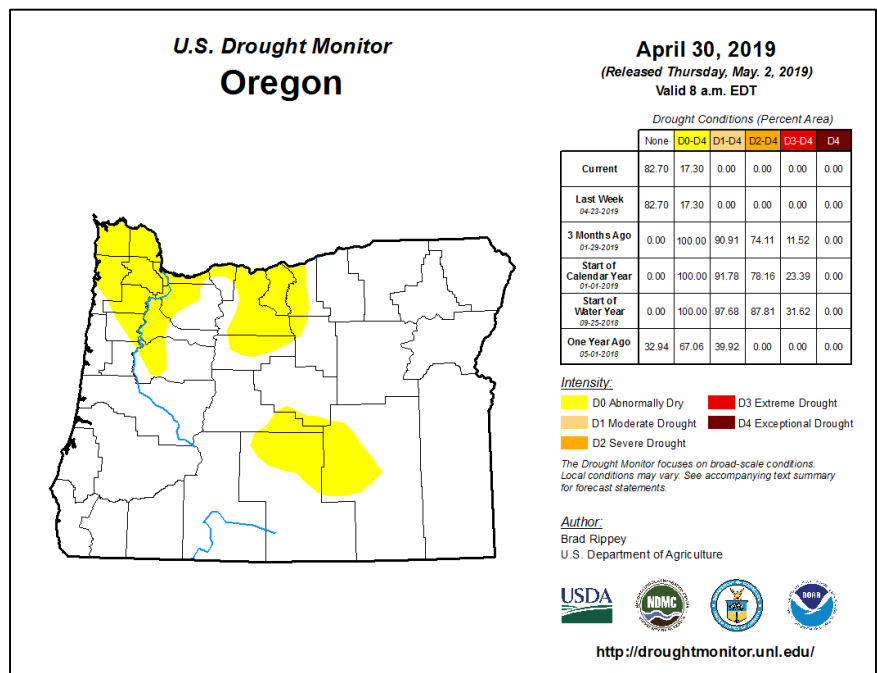 U.S. Drought Monitor
Oregon
April 30, 2019
(Released Thursday, May. 2, 2019)
Valid 8 a.m. EDT
Drought Conditions (Percent Area)
None D0-D4 D1-D4 D2-D4 D3-D4 D4
Current 82.70 17.30 0.00 0.00 0.00 0.00
Last Week
04-23-2019 82.70 17.30 0.00 0.00 0.00 0.00
3 Months Ago
01-29-2019 0.00 100.00 90.91 74.11 11.52 0.00
Start of
Calendar Year
01-01-2019 0.00 100.00 91.78 78.16 23.39 0.00
Start of
Water Year
09-25-2018 0.00 100.00 97.68 87.81 31.62 0.00
One Year Ago
05-01-2018 32.94 67.06 39.92 0.00 0.00 0.00
Intensity:
D0 Abnormally Dry
D1 Moderate Drought
D2 Severe Drought
D3 Extreme Drought
D4 Exceptional Drought
The Drought Monitor focuses on broad-scale conditions.
Local conditions may vary. See accompanying text summary
for forecast statements.
Author:
Brad Rippey
U.S. Department of Agriculture
USDA
NDMC
NOAA
http://droughtmonitor.unl.edu/